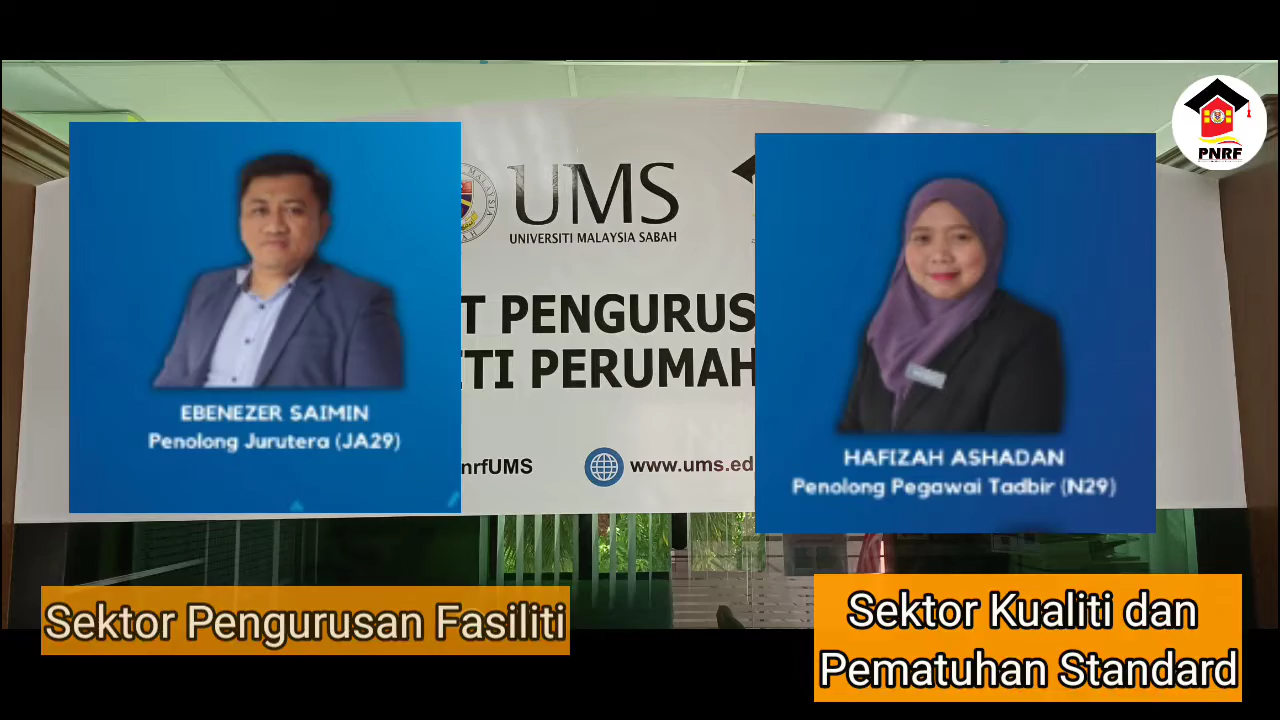 PNRF
UMS
UNIVERSITI MALAYSIA SABAH
T PENGURUS
ITI PERUMAH
nrfUMS
www.ums.ed
EBENEZER SAIMIN
Penolong Jurutera (JA29)
HAFIZAH ASHADAN
Penolong Pegawai Tadbir (N29)
Sektor Pengurusan Fasiliti
Sektor Kualiti dan
Pematuhan Standard